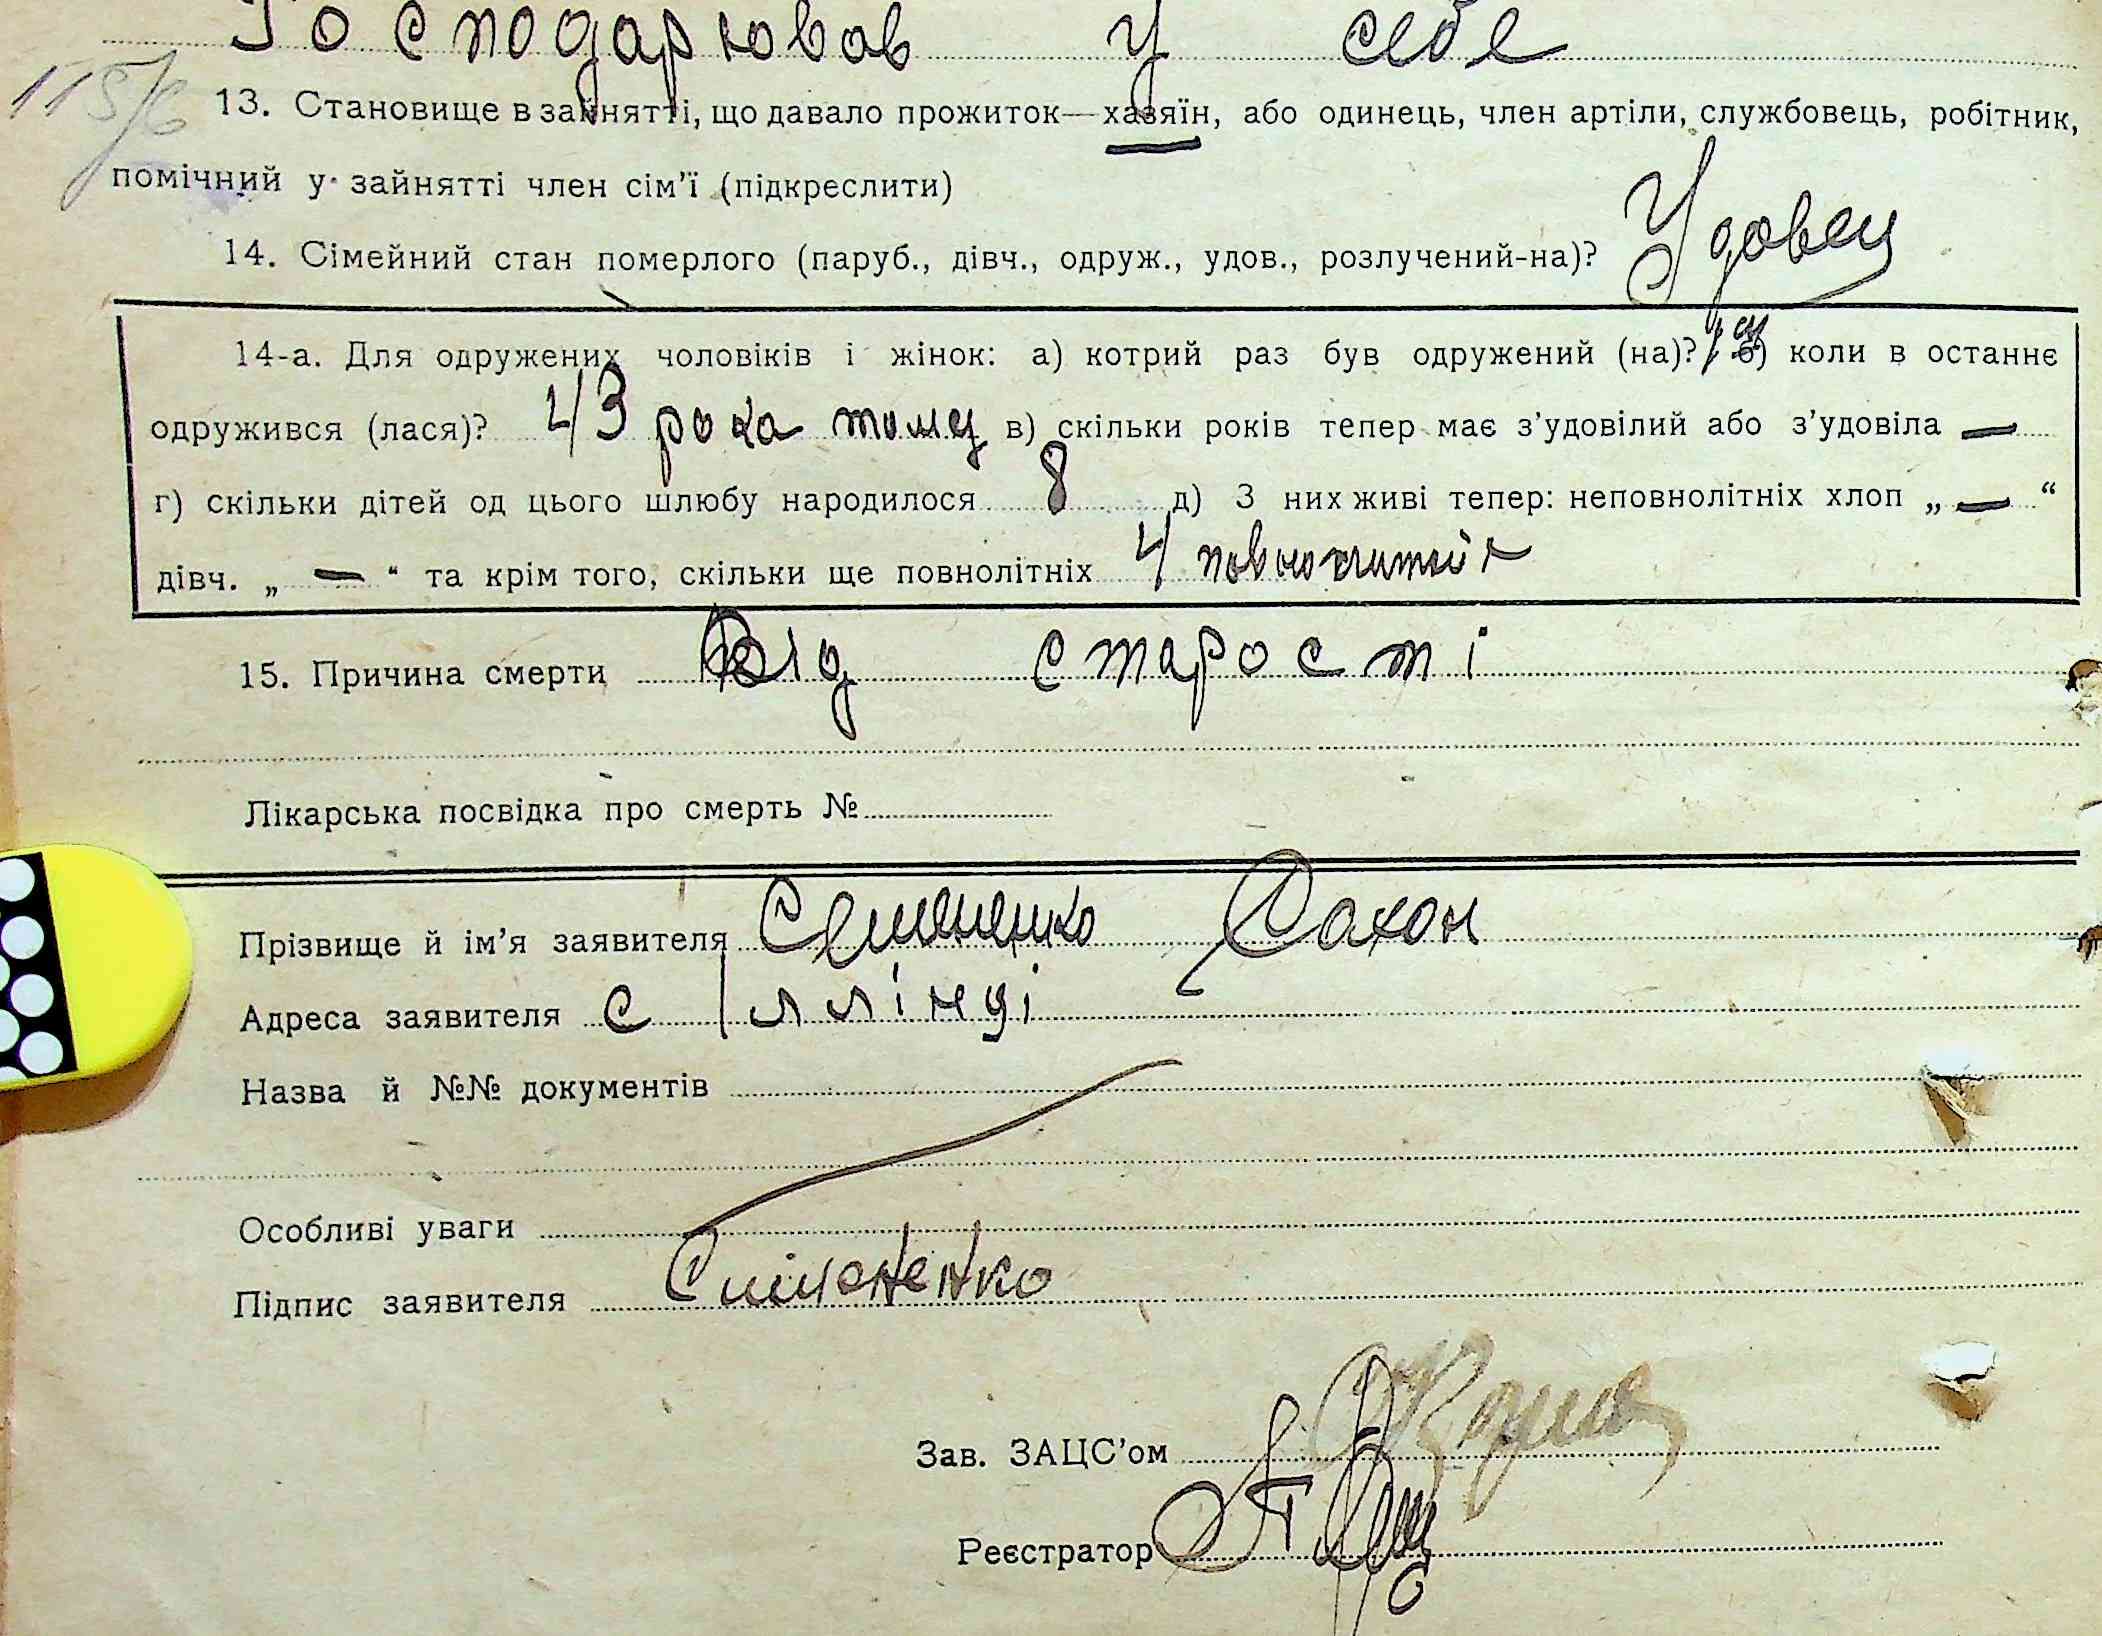 Господарював у себе
115/6
13. Становище в зайнятті, що давало прожиток—хазяїн, або одинець, член артіли, службовець, робітник,
помічний у зайнятті член сім'ї (підкреслити)
14. Сімейний стан померлого (паруб., дівч., одруж., удов., розлучений-на)? Удовец
14-а. Для одружених чоловіків і жінок: а) котрий раз був одружений (на)? б) коли в останнє
одружився (лася)? 43 рока тому в) скільки років тепер має з'удовілий або з'удовіла —
г) скільки дітей од цього шлюбу народилося 8 д) З них живі тепер: неповнолітніх хлоп „ — “
дівч. „ — “ та крім того, скільки ще повнолітніх 4
15. Причина смерти Від старості
Лікарська посвідка про смерть №
Прізвище й ім'я заявителя Семененко Сахон
Адреса заявителя с Іллінці
Назва й №№ документів
Особливі уваги
Підпис заявителя Симоненко
Зав. ЗАЦС'ом
Реєстратор